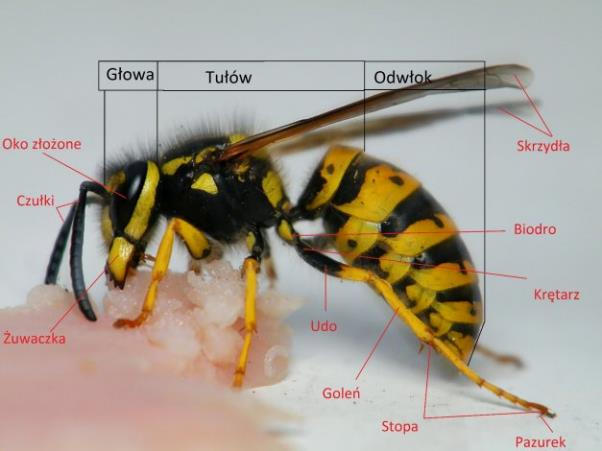 Głowa
Tułów
Odwłok
Oko złożone
Skrzydła
Czułki
Biodro
Krętarz
Udo
Żuwaczka
Goleń
Stopa
Pazurek